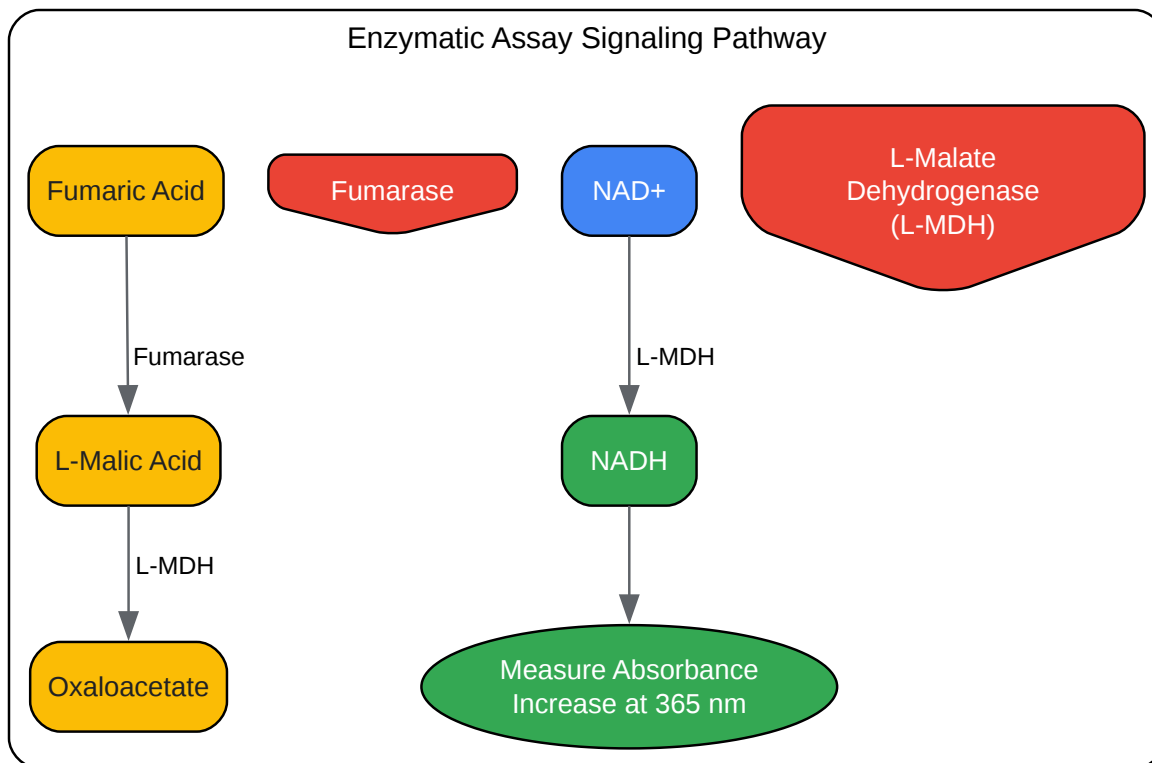 Enzymatic Assay Signaling Pathway
Fumaric Acid
Fumarase
NAD+
L-Malate
Dehydrogenase
(L-MDH)
Fumarase
L-MDH
L-Malic Acid
NADH
L-MDH
Oxaloacetate
Measure Absorbance
Increase at 365 nm